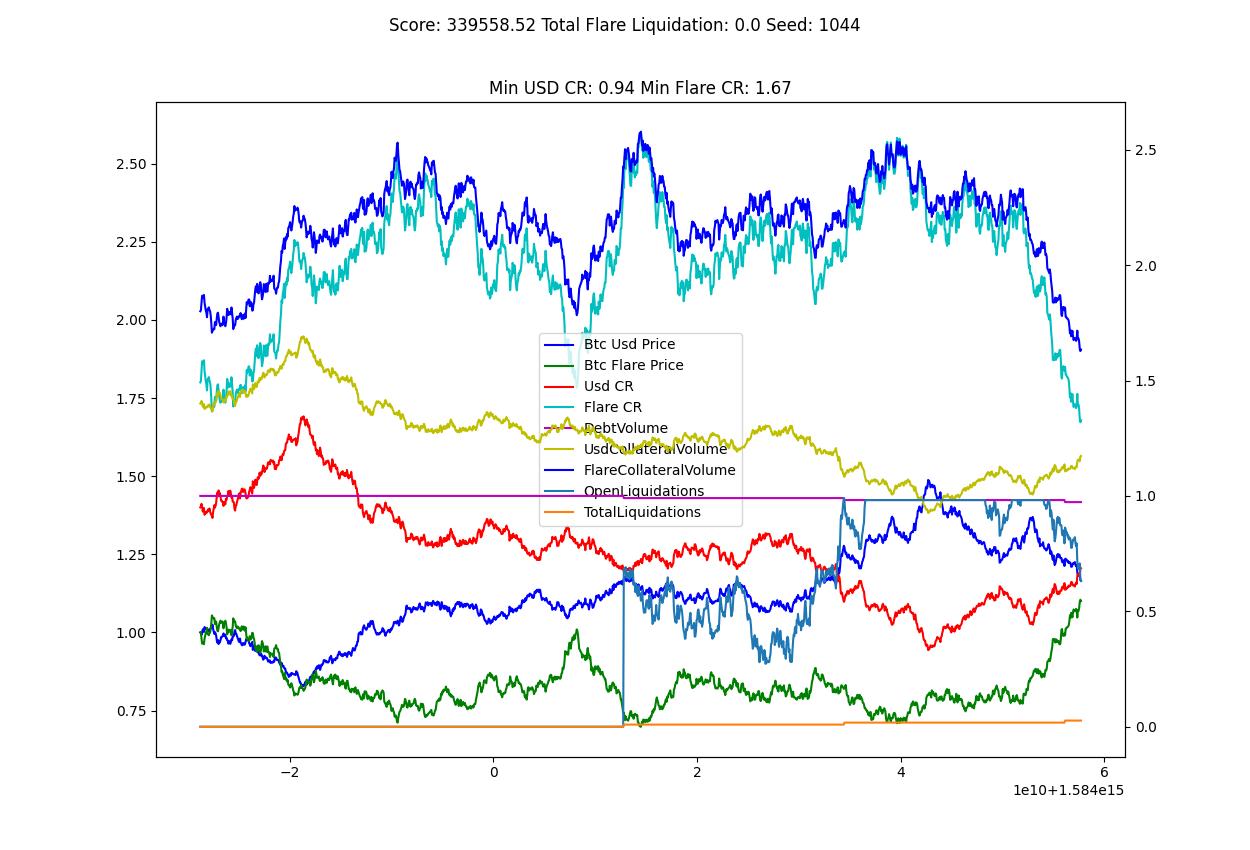 Score: 339558.52 Total Flare Liquidation: 0.0 Seed: 1044
Min USD CR: 0.94 Min Flare CR: 1.67
2.50
2.25
2.00
1.75
1.50
1.25
1.00
0.75
2.5
2.0
1.5
1.0
0.5
0.0
Btc Usd Price
Btc Flare Price
Usd CR
Flare CR
DebtVolume
UsdCollateralVolume
FlareCollateralVolume
OpenLiquidations
TotalLiquidations
−2
0
2
4
6
1e10+1.584e15